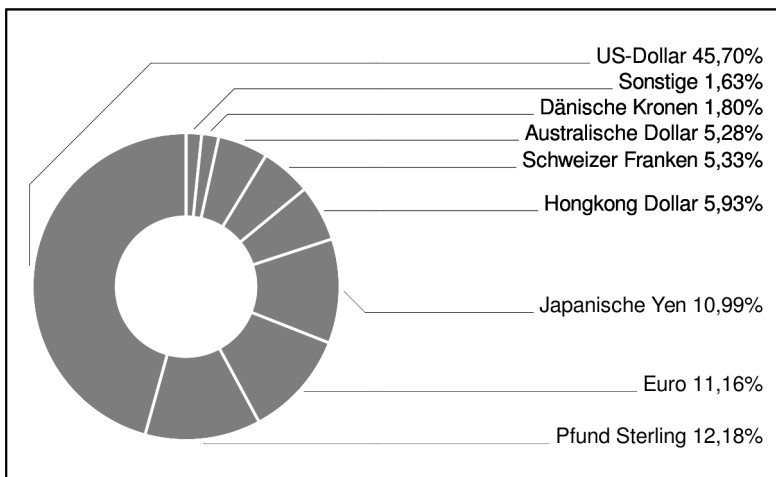 US-Dollar 45,70%
Sonstige 1,63%
Dänische Kronen 1,80%
Australische Dollar 5,28%
Schweizer Franken 5,33%
Hongkong Dollar 5,93%
Japanische Yen 10,99%
Euro 11,16%
Pfund Sterling 12,18%